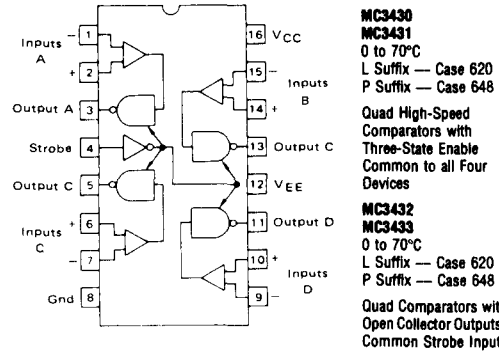 Inputs
A
− 1
+ 2
Output A 3
Strobe 4
Output C 5
+ 6
Inputs
C
− 7
Gnd 8
16 VCC
15 −
Inputs
B
14 +
13 Output C
12 VEE
11 Output D
10 +
Inputs
D
9 −
MC3430
MC3431
0 to 70°C
L Suffix — Case 620
P Suffix — Case 648
Quad High-Speed
Comparators with
Three-State Enable
Common to all Four
Devices
MC3432
MC3433
0 to 70°C
L Suffix — Case 620
P Suffix — Case 648
Quad Comparators wit
Open Collector Outputs
Common Strobe Input